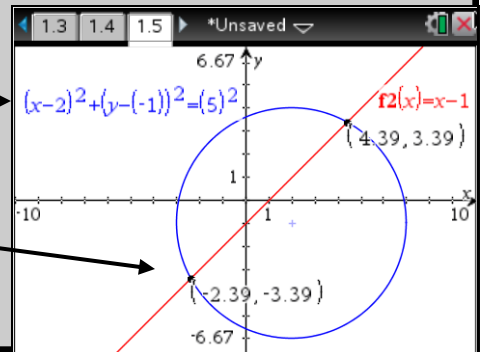 1.3 1.4 1.5 *Unsaved
6.67 y
(x-2)²+(y-(-1))²=(5)²
f2(x)=x-1
(4.39, 3.39)
1
x
-10
1
10
(-2.39, -3.39)
-6.67